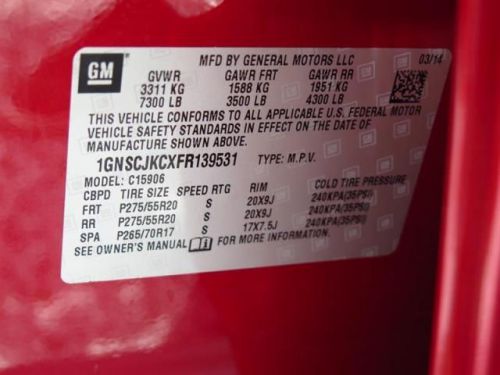 GM
MFD BY GENERAL MOTORS LLC
03/14
GVWR GAWR FRT GAWR RR
3311 KG 1588 KG 1951 KG
7300 LB 3500 LB 4300 LB
THIS VEHICLE CONFORMS TO ALL APPLICABLE U.S. FEDERAL MOTOR
VEHICLE SAFETY STANDARDS IN EFFECT ON THE DATE OF
MANUFACTURE SHOWN ABOVE.
1GNSCJKCXFR139531 TYPE: M.P.V.
MODEL: C15906
CBPD TIRE SIZE SPEED RTG RIM COLD TIRE PRESSURE
FRT P275/55R20 S 20X9J 240KPA(35PSI)
RR P275/55R20 S 20X9J 240KPA(35PSI)
SPA P265/70R17 S 17X7.5J 240KPA(35PSI)
SEE OWNER'S MANUAL FOR MORE INFORMATION.